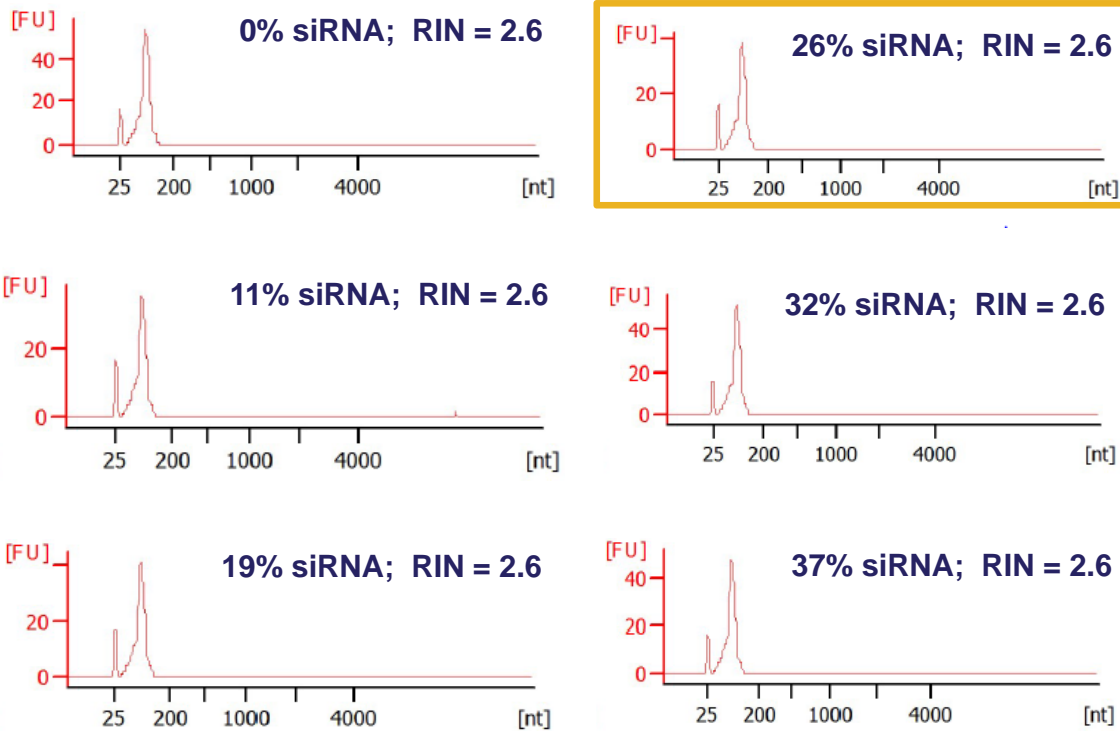 [FU]
0% siRNA; RIN = 2.6
40
20
0
25 200 1000 4000 [nt]
[FU]
26% siRNA; RIN = 2.6
20
0
25 200 1000 4000 [nt]
[FU]
11% siRNA; RIN = 2.6
20
0
25 200 1000 4000 [nt]
[FU]
32% siRNA; RIN = 2.6
40
20
0
25 200 1000 4000 [nt]
[FU]
19% siRNA; RIN = 2.6
20
0
25 200 1000 4000 [nt]
[FU]
37% siRNA; RIN = 2.6
40
20
0
25 200 1000 4000 [nt]